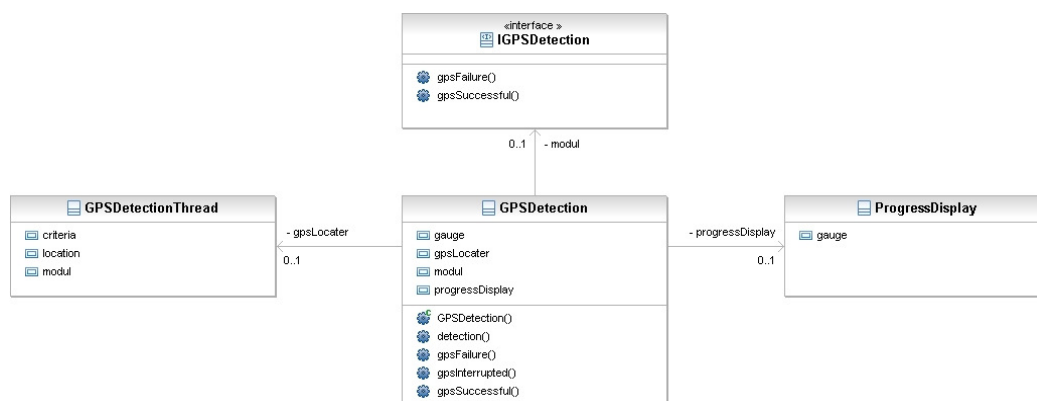 «interface »
IGPSDetection
gpsFailure()
gpsSuccessful()
0..1 - modul
GPSDetectionThread
criteria
location
modul
- gpsLocater
0..1
GPSDetection
gauge
gpsLocater
modul
progressDisplay
GPSDetection()
detection()
gpsFailure()
gpsInterrupted()
gpsSuccessful()
- progressDisplay
0..1
ProgressDisplay
gauge